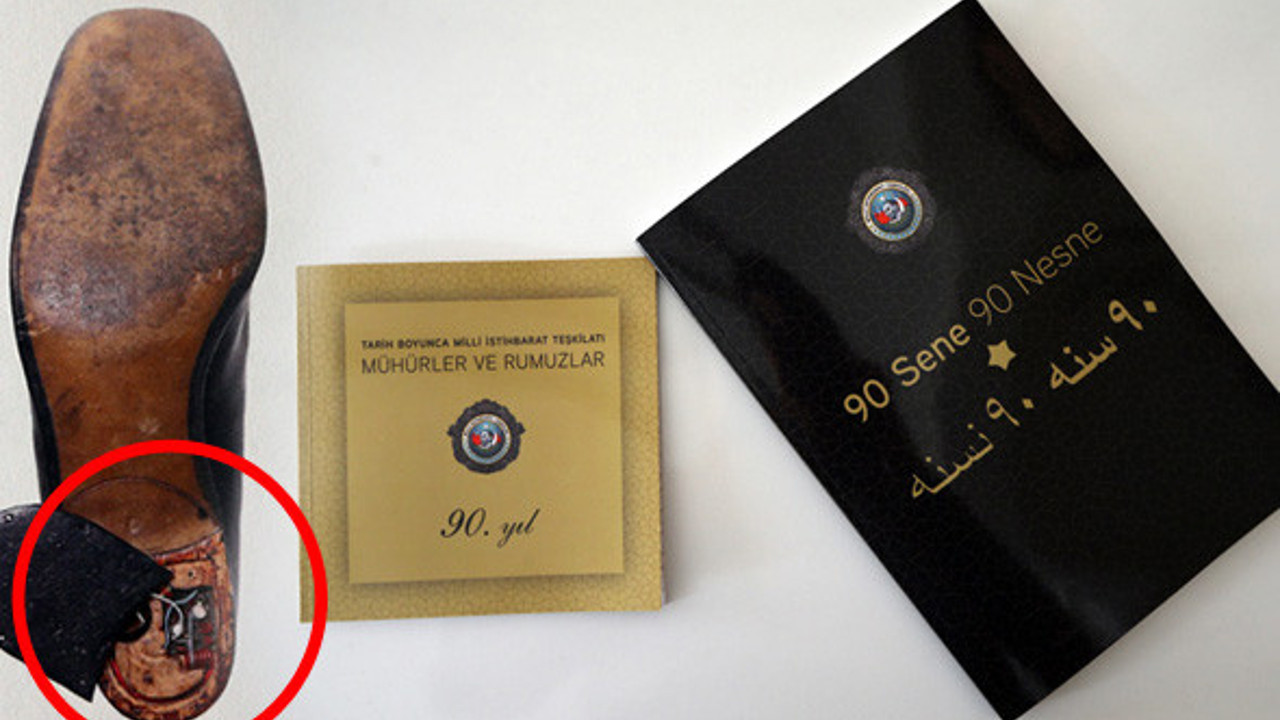 TARİH BOYUNCA MİLLİ İSTİHBARAT TEŞKİLATI
MÜHÜRLER VE RUMUZLAR
90. yıl
90 Sene 90 Nesne
٩٠ سنه ٩٠ نسنه